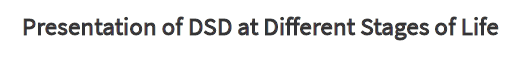 Presentation of DSD at Different Stages of Life